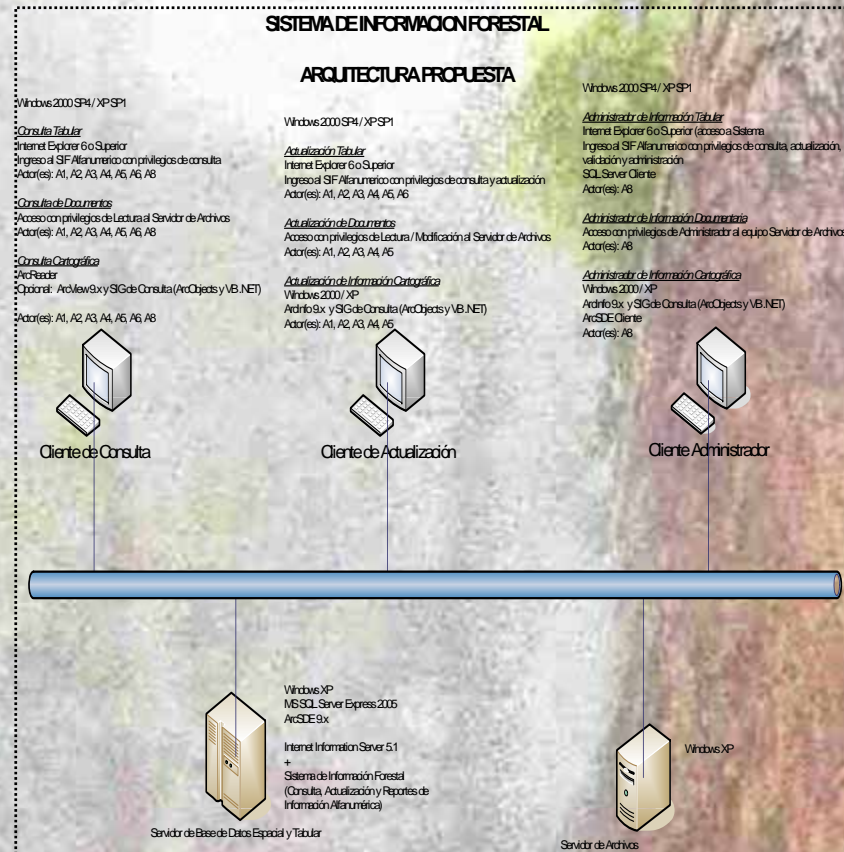 SISTEMA DE INFORMACION FORESTAL
ARQUITECTURA PROPUESTA
Windows 2000 SP4 / XP SP1
Consulta Tabular
Internet Explorer 6 o Superior
Ingreso al SIF Alfanumerico con privilegios de consulta
Actor(es): A1, A2, A3, A4, A5, A6, A8
Consulta de Documentos
Acceso con privilegios de Lectura al Servidor de Archivos
Actor(es): A1, A2, A3, A4, A5, A6, A8
Consulta Cartográfica
ArcReader
Opcional: ArcView 9.x y SIG de Consulta (ArcObjects y VB.NET)
Actor(es): A1, A2, A3, A4, A5, A6, A8
Cliente de Consulta
Windows 2000 SP4 / XP SP1
Actualización Tabular
Internet Explorer 6 o Superior
Ingreso al SIF Alfanumerico con privilegios de consulta y actualización
Actor(es): A1, A2, A3, A4, A5, A6
Actualización de Documentos
Acceso con privilegios de Lectura / Modificación al Servidor de Archivos
Actor(es): A1, A2, A3, A4, A5
Actualización de Información Cartográfica
Windows 2000 / XP
ArcInfo 9.x y SIG de Consulta (ArcObjects y VB.NET)
Actor(es): A1, A2, A3, A4, A5
Cliente de Actualización
Windows 2000 SP4 / XP SP1
Administrador de Información Tabular
Internet Explorer 6 o Superior (acceso a Sistema
Ingreso al SIF Alfanumerico con privilegios de consulta, actualización,
validación y administración
SQL Server Cliente
Actor(es): A8
Administrador de Información Documentaria
Acceso con privilegios de Administrador al equipo Servidor de Archivos
Actor(es): A8
Administrador de Información Cartográfica
Windows 2000 / XP
ArcInfo 9.x y SIG de Consulta (ArcObjects y VB.NET)
ArcSDE Cliente
Actor(es): A8
Cliente Administrador
Windows XP
MS SQL Server Express 2005
ArcSDE 9.x
Internet Information Server 5.1
+
Sistema de Información Forestal
(Consulta, Actualización y Reportes de
Información Alfanumérica)
Servidor de Base de Datos Espacial y Tabular
Windows XP
Servidor de Archivos